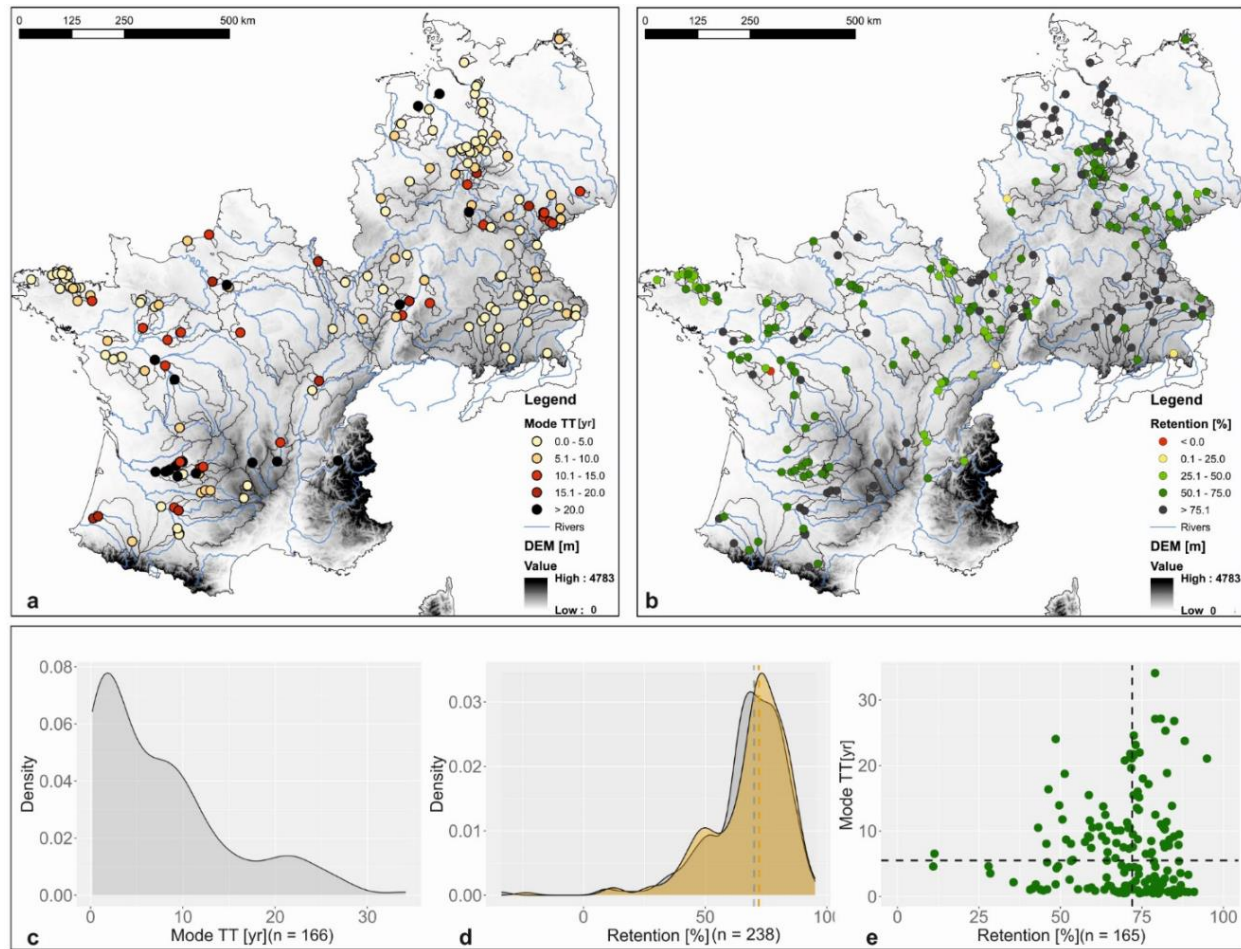 0 125 250 500 km
Legend
Mode TT [yr]
0.0 - 5.0
5.1 - 10.0
10.1 - 15.0
15.1 - 20.0
> 20.0
Rivers
DEM [m]
Value
High : 4783
Low : 0
a
0 125 250 500 km
Legend
Retention [%]
< 0.0
0.1 - 25.0
25.1 - 50.0
50.1 - 75.0
> 75.1
Rivers
DEM [m]
Value
High : 4783
Low 0
b
0.08
0.06
0.04
0.02
0.00
Density
0 10 20 30
Mode TT [yr](n = 166)
c
0.03
0.02
0.01
0.00
Density
0 50 100
Retention [%](n = 238)
d
30
20
10
0
Mode TT[yr]
0 25 50 75 100
Retention [%](n = 165)
e